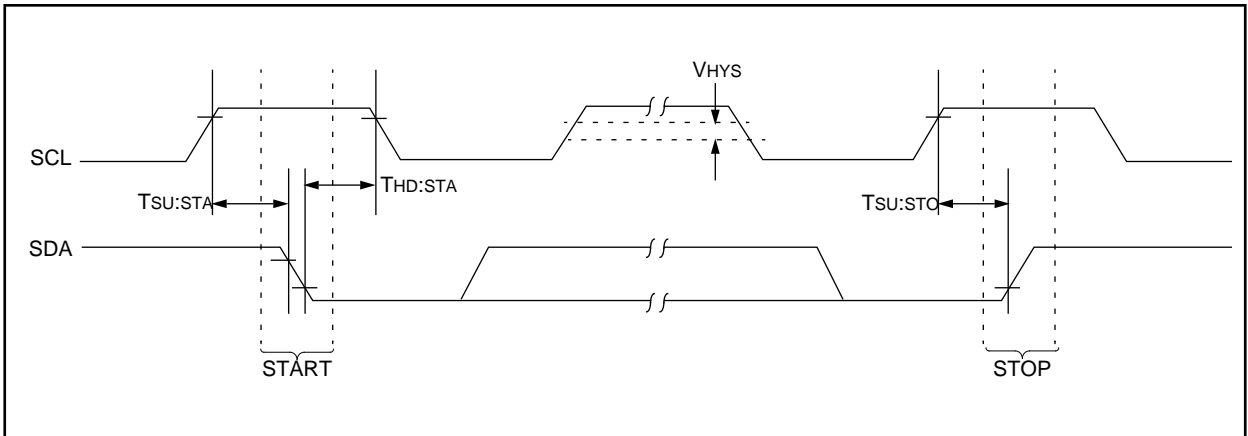 VHYS
SCL
THD:STA
TSU:STA
TSU:STO
SDA
START
STOP